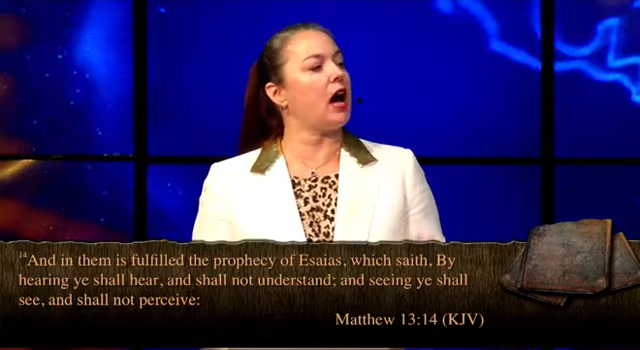 ¹⁴And in them is fulfilled the prophecy of Esaias, which saith, By
hearing ye shall hear, and shall not understand; and seeing ye shall
see, and shall not perceive:
Matthew 13:14 (KJV)